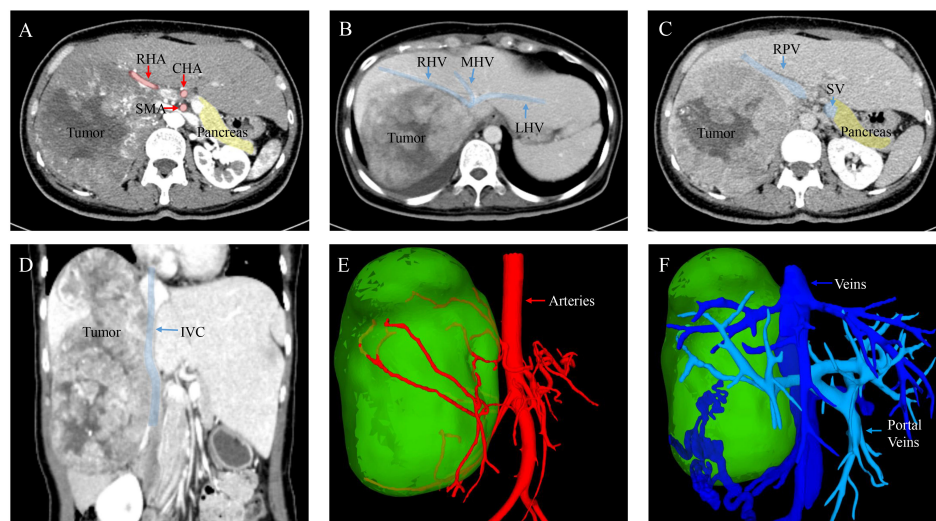 A
RHA
CHA
SMA
Tumor
Pancreas
B
RHV
MHV
Tumor
LHV
C
RPV
SV
Tumor
Pancreas
D
Tumor
IVC
E
Arteries
F
Veins
Portal
Veins